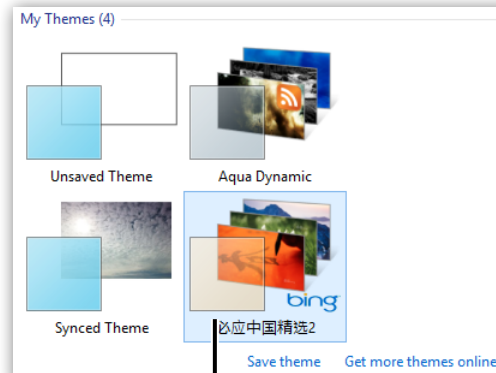 My Themes (4)
Unsaved Theme
Aqua Dynamic
Synced Theme
bing
必应中国精选2
Save theme
Get more themes online